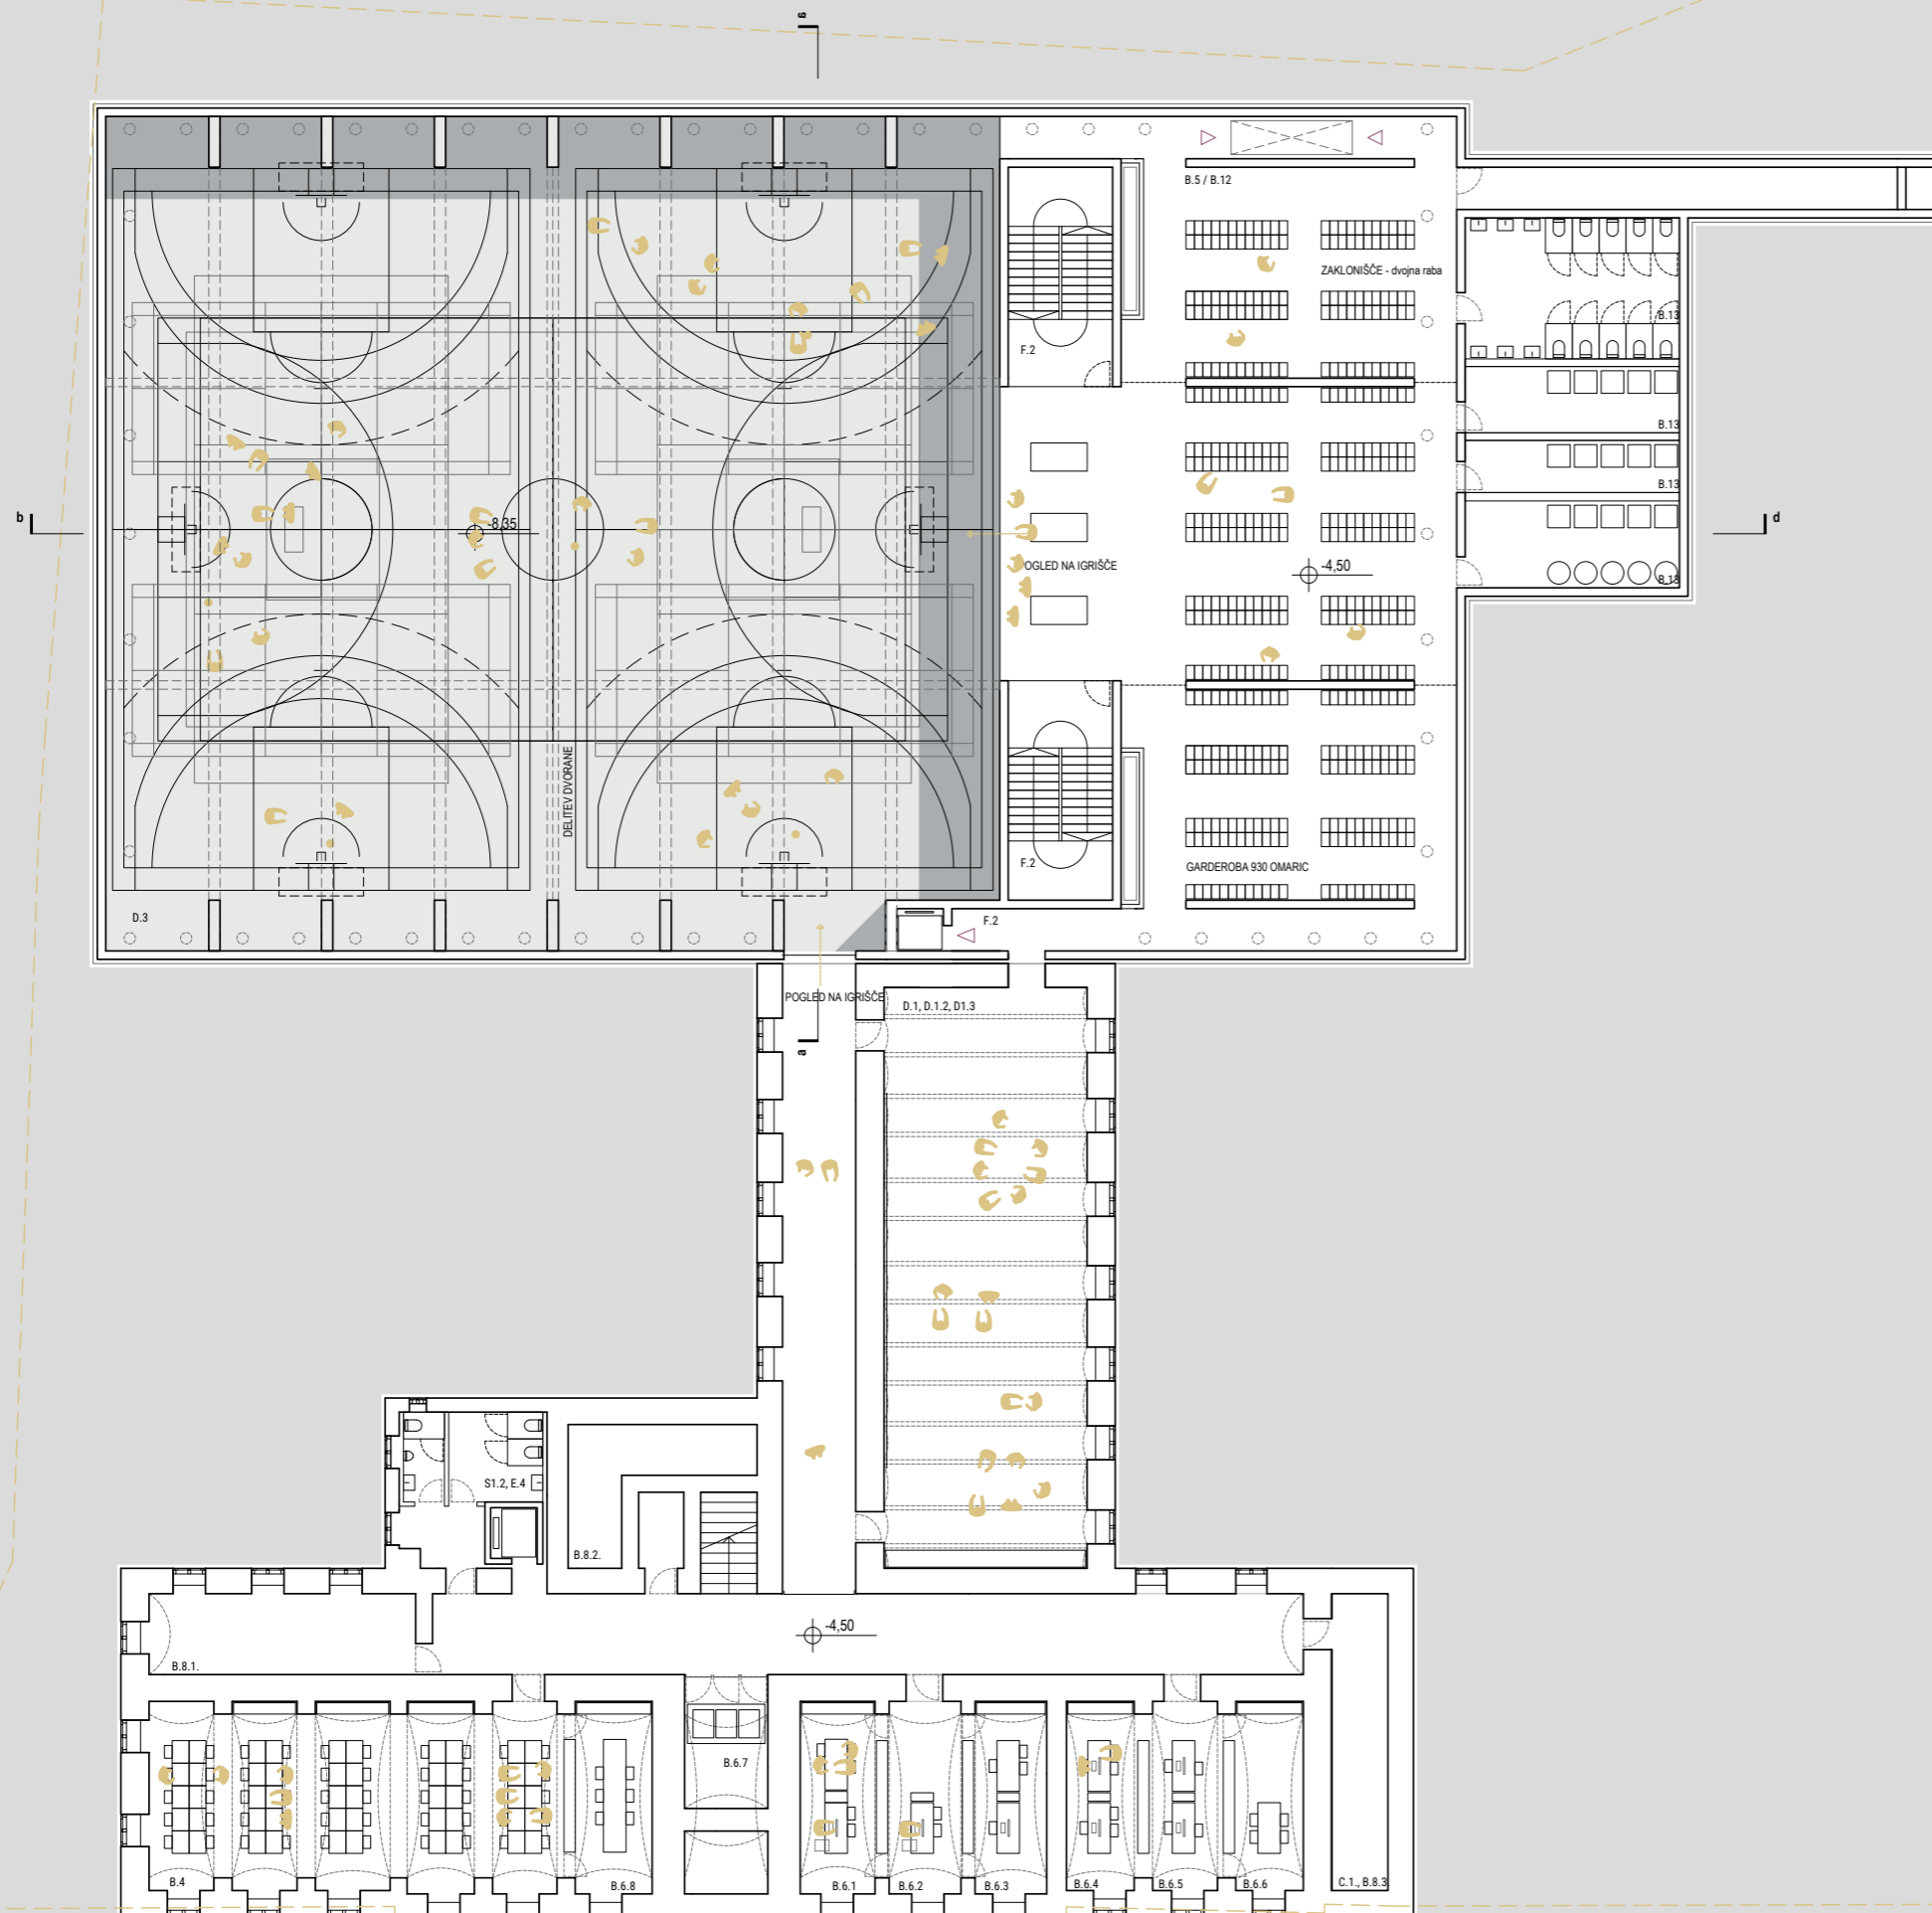 a
B.5 / B.12
ZAKLONIŠČE - dvojna raba
B.13
F.2
B.13
B.13
b
-8,35
d
POGLED NA IGRIŠČE
-4,50
B.13
DELITEV DVORANE
F.2
GARDEROBA 930 OMARIC
D.3
F.2
POGLED NA IGRIŠČE
D.1, D.1.2, D1.3
a
S1.2, E.4
B.8.2.
-4,50
B.8.1.
B.6.7
B.4
B.6.8
B.6.1
B.6.2
B.6.3
B.6.4
B.6.5
B.6.6
C.1., B.8.3